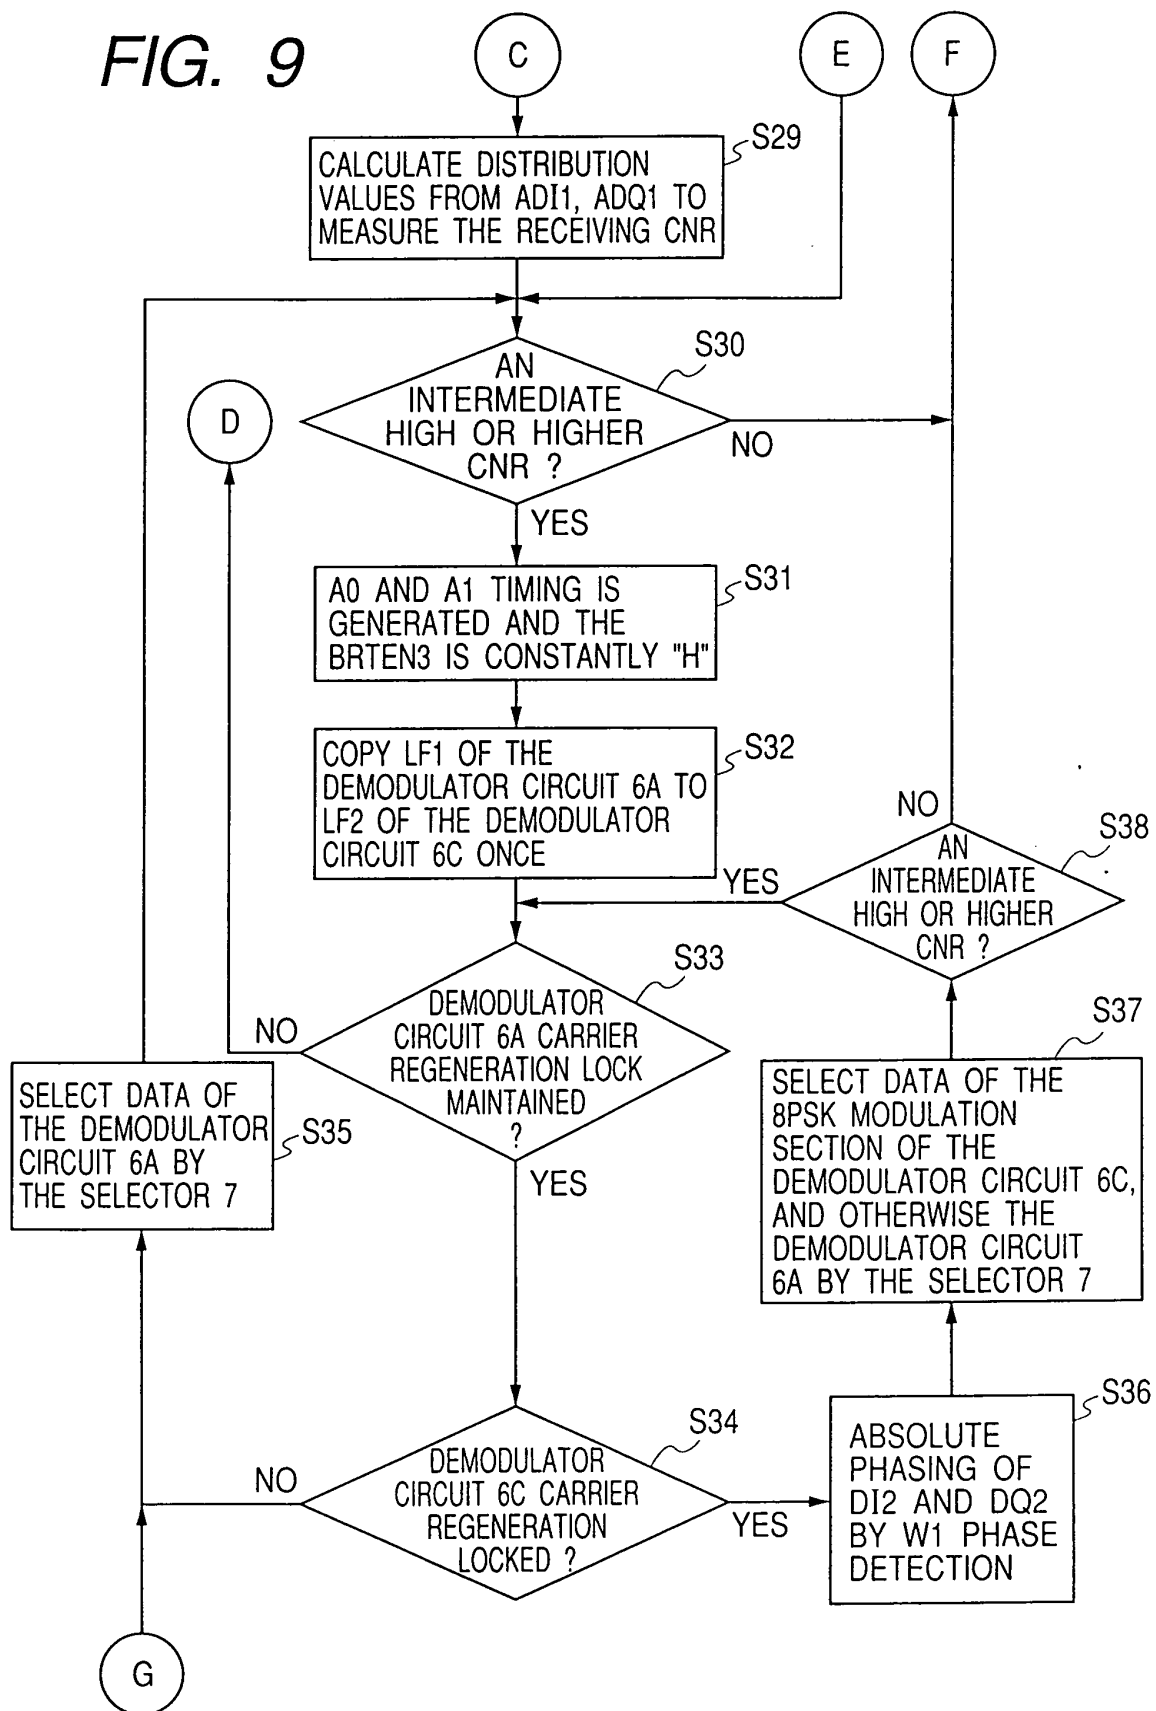 FIG. 9
C
E
F
S29
CALCULATE DISTRIBUTION
VALUES FROM ADI1, ADQ1 TO
MEASURE THE RECEIVING CNR
S30
AN
INTERMEDIATE
HIGH OR HIGHER
CNR ?
D
NO
YES
S31
A0 AND A1 TIMING IS
GENERATED AND THE
BRTEN3 IS CONSTANTLY "H"
S32
COPY LF1 OF THE
DEMODULATOR CIRCUIT 6A TO
LF2 OF THE DEMODULATOR
CIRCUIT 6C ONCE
NO
S38
AN
INTERMEDIATE
HIGH OR HIGHER
CNR ?
YES
S33
DEMODULATOR
CIRCUIT 6A CARRIER
REGENERATION LOCK
MAINTAINED
?
NO
YES
S37
SELECT DATA OF THE
8PSK MODULATION
SECTION OF THE
DEMODULATOR CIRCUIT 6C,
AND OTHERWISE THE
DEMODULATOR CIRCUIT
6A BY THE SELECTOR 7
SELECT DATA OF
THE DEMODULATOR
CIRCUIT 6A BY
THE SELECTOR 7
S35
S34
DEMODULATOR
CIRCUIT 6C CARRIER
REGENERATION
LOCKED ?
NO
YES
S36
ABSOLUTE
PHASING OF
DI2 AND DQ2
BY W1 PHASE
DETECTION
G